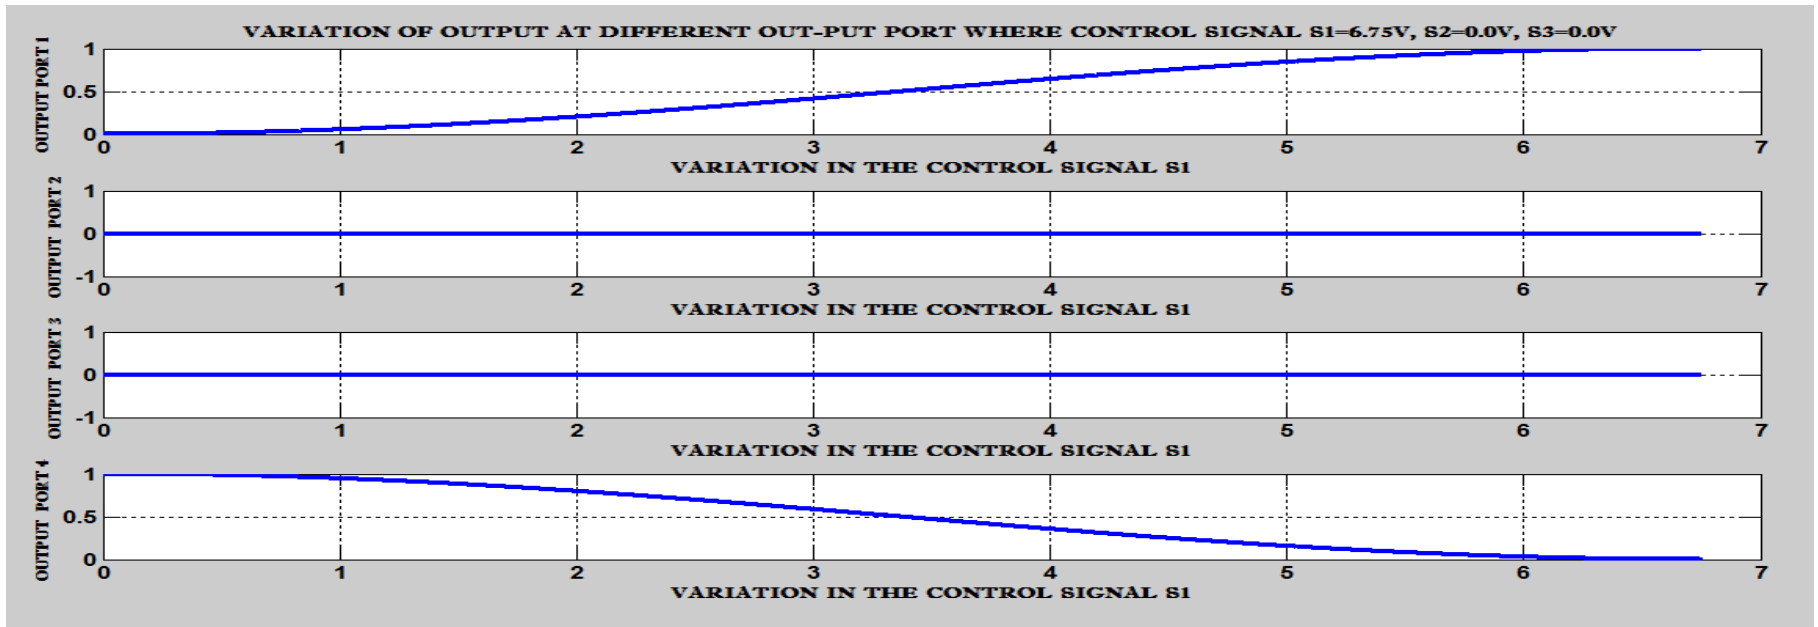 VARIATION OF OUTPUT AT DIFFERENT OUT-PUT PORT WHERE CONTROL SIGNAL S1=6.75V, S2=0.0V, S3=0.0V
OUTPUT PORT 1
1
0.5
0
0 1 2 3 4 5 6 7
VARIATION IN THE CONTROL SIGNAL S1
OUTPUT PORT 2
1
0
-1
0 1 2 3 4 5 6 7
VARIATION IN THE CONTROL SIGNAL S1
OUTPUT PORT 3
1
0
-1
0 1 2 3 4 5 6 7
VARIATION IN THE CONTROL SIGNAL S1
OUTPUT PORT 4
1
0.5
0
0 1 2 3 4 5 6 7
VARIATION IN THE CONTROL SIGNAL S1